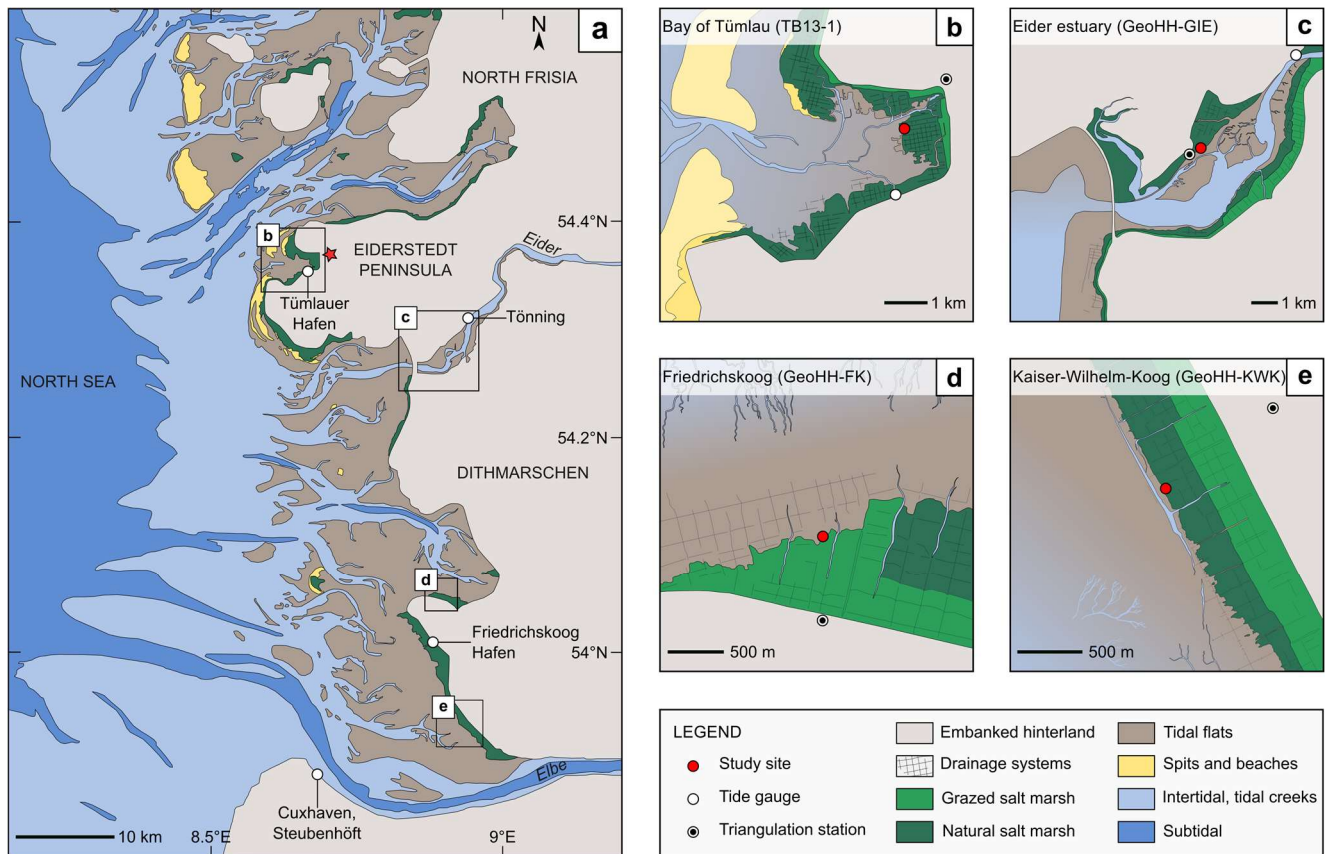 a
N
NORTH FRISIA
54.4°N
b
EIDERSTEDT
PENINSULA
Eider
Tümlauer
Hafen
c
Tönning
NORTH SEA
54.2°N
DITHMARSCHEN
d
Friedrichskoog
Hafen
54°N
e
Elbe
Cuxhaven,
Steubenhöft
10 km
8.5°E
9°E
Bay of Tümlau (TB13-1)
b
1 km
Eider estuary (GeoHH-GIE)
c
1 km
Friedrichskoog (GeoHH-FK)
d
500 m
Kaiser-Wilhelm-Koog (GeoHH-KWK)
e
500 m
LEGEND
Study site
Tide gauge
Triangulation station
Embanked hinterland
Drainage systems
Grazed salt marsh
Natural salt marsh
Tidal flats
Spits and beaches
Intertidal, tidal creeks
Subtidal